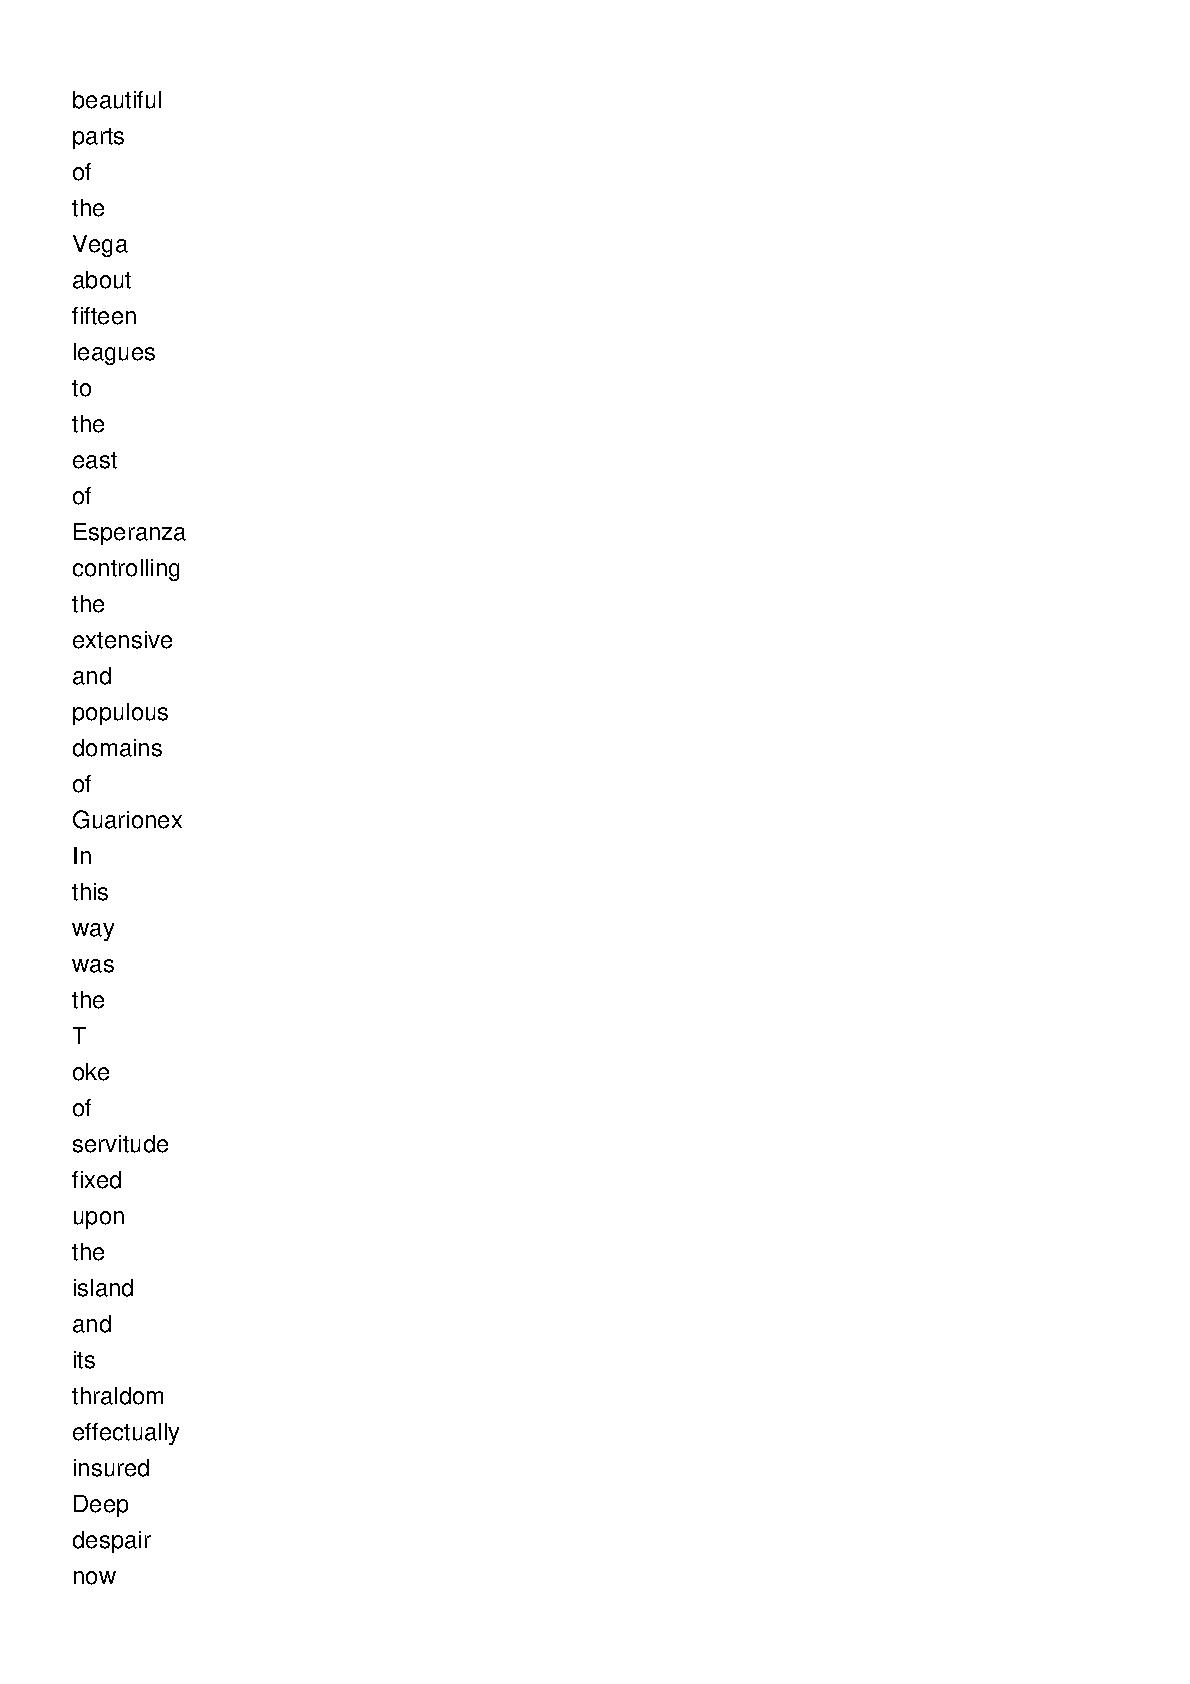 beautiful
parts
of
the
Vega
about
fifteen
leagues
to
the
east
of
Esperanza
controlling
the
extensive
and
populous
domains
of
Guarionex
In
this
way
was
the
T
oke
of
servitude
fixed
upon
the
island
and
its
thraldom
effectually
insured
Deep
despair
now